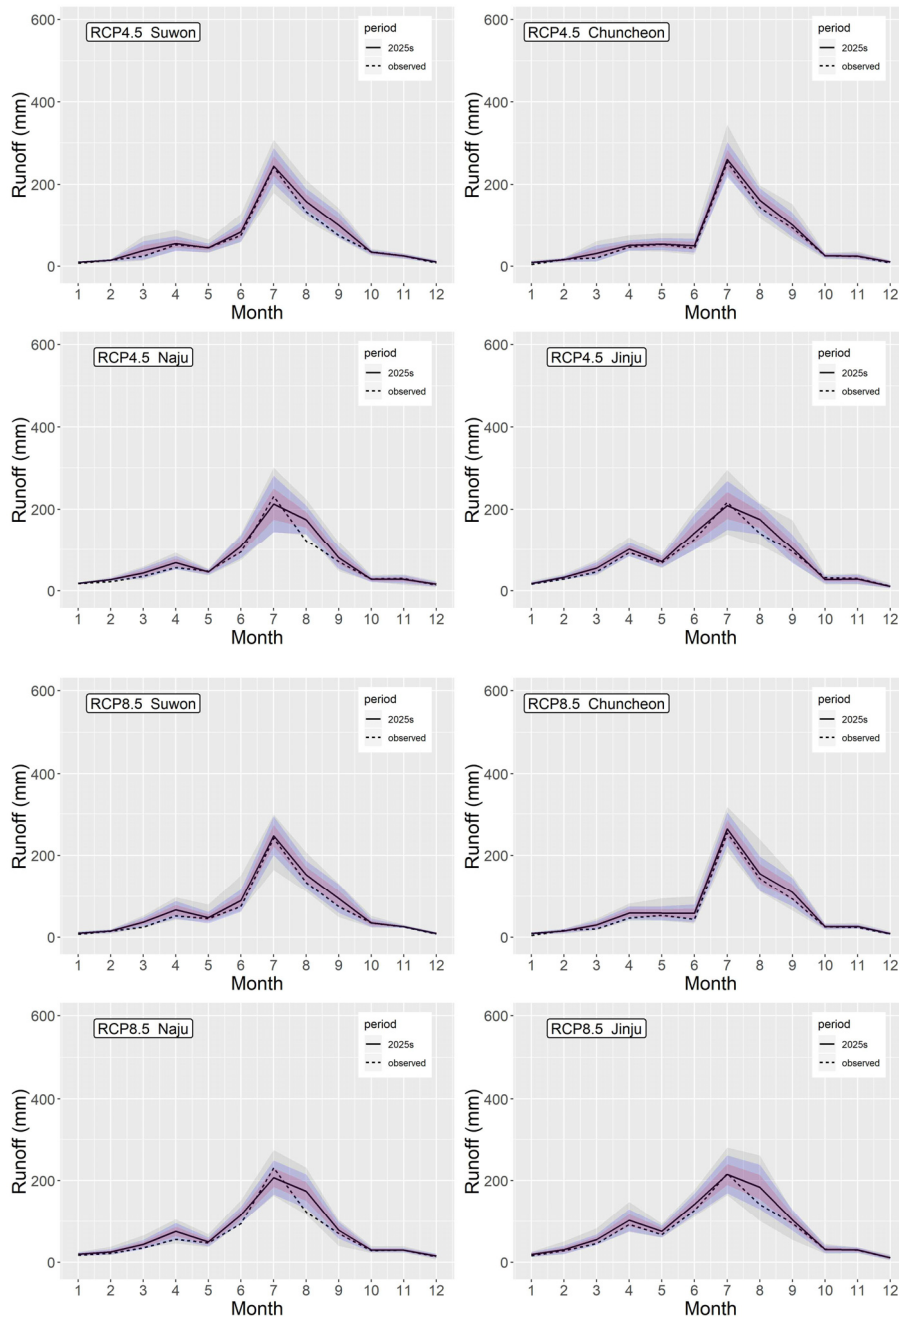 RCP4.5 Suwon
period
2025s
observed
Runoff (mm)
600
400
200
0
1 2 3 4 5 6 7 8 9 10 11 12
Month
RCP4.5 Chuncheon
period
2025s
observed
Runoff (mm)
600
400
200
0
1 2 3 4 5 6 7 8 9 10 11 12
Month
RCP4.5 Naju
period
2025s
observed
Runoff (mm)
600
400
200
0
1 2 3 4 5 6 7 8 9 10 11 12
Month
RCP4.5 Jinju
period
2025s
observed
Runoff (mm)
600
400
200
0
1 2 3 4 5 6 7 8 9 10 11 12
Month
RCP8.5 Suwon
period
2025s
observed
Runoff (mm)
600
400
200
0
1 2 3 4 5 6 7 8 9 10 11 12
Month
RCP8.5 Chuncheon
period
2025s
observed
Runoff (mm)
600
400
200
0
1 2 3 4 5 6 7 8 9 10 11 12
Month
RCP8.5 Naju
period
2025s
observed
Runoff (mm)
600
400
200
0
1 2 3 4 5 6 7 8 9 10 11 12
Month
RCP8.5 Jinju
period
2025s
observed
Runoff (mm)
600
400
200
0
1 2 3 4 5 6 7 8 9 10 11 12
Month